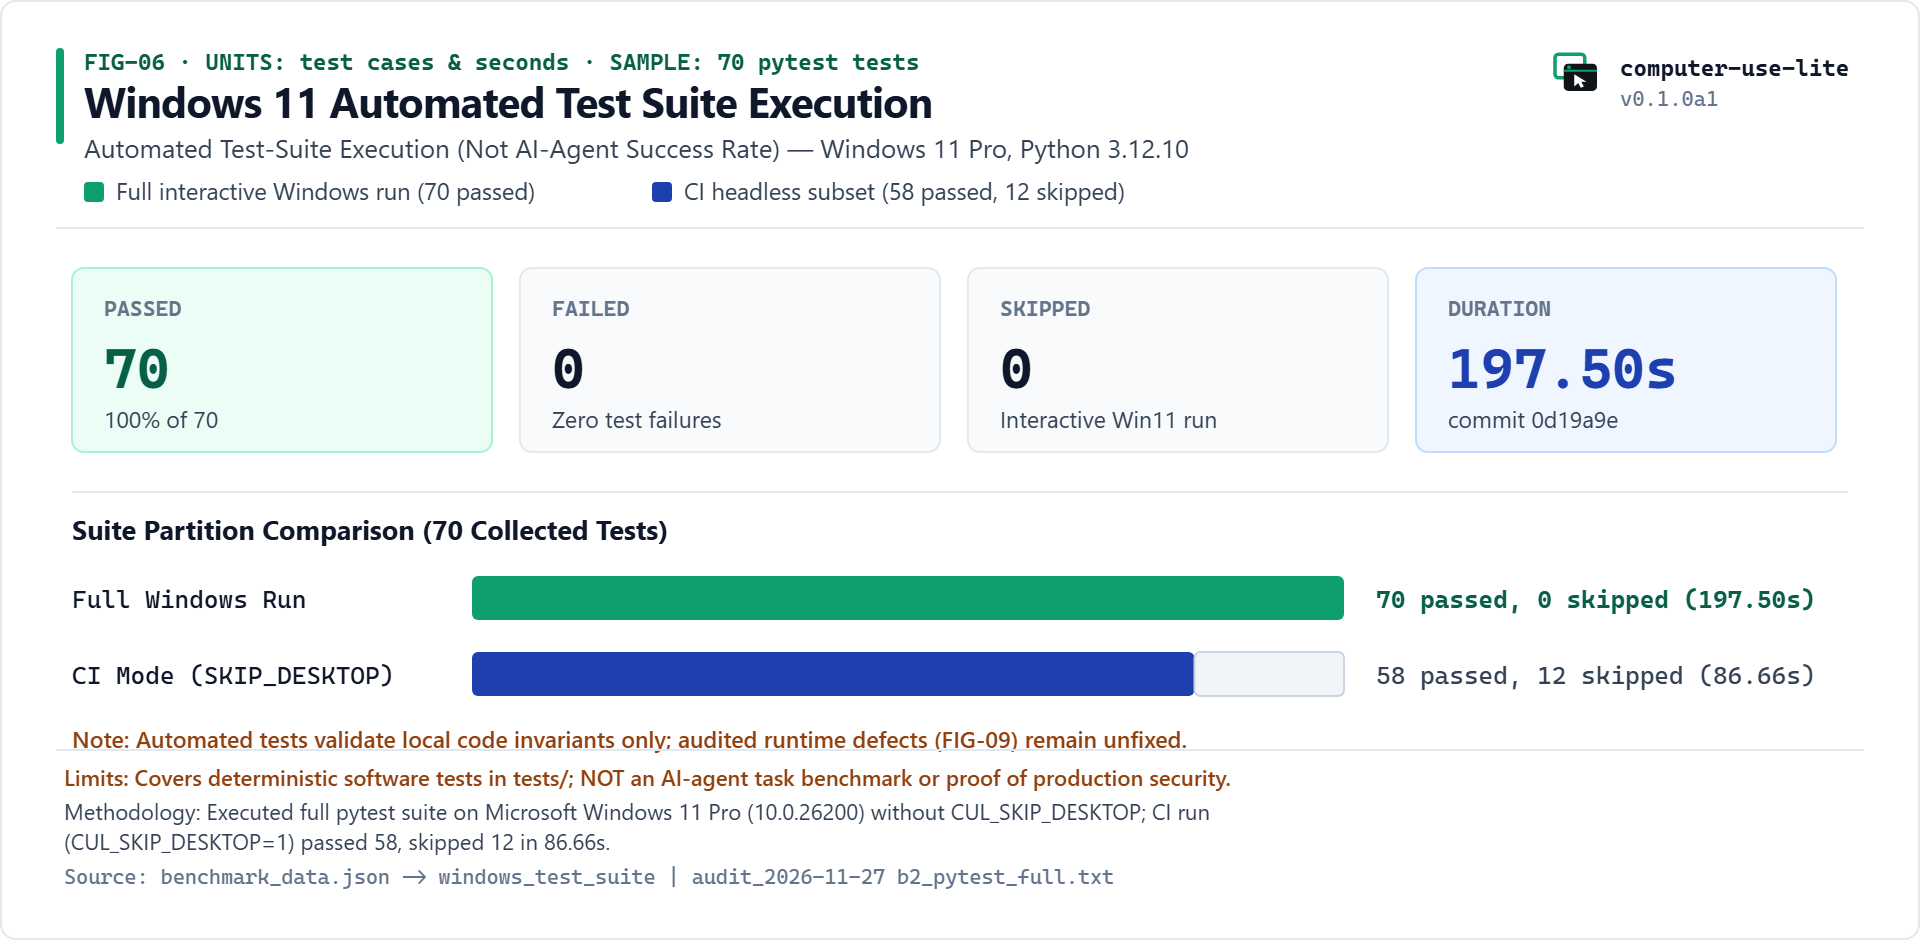 FIG-06 · UNITS: test cases & seconds · SAMPLE: 70 pytest tests
Windows 11 Automated Test Suite Execution
Automated Test-Suite Execution (Not AI-Agent Success Rate) — Windows 11 Pro, Python 3.12.10
computer-use-lite
v0.1.0a1
Full interactive Windows run (70 passed)
CI headless subset (58 passed, 12 skipped)
PASSED
70
100% of 70
FAILED
0
Zero test failures
SKIPPED
0
Interactive Win11 run
DURATION
197.50s
commit 0d19a9e
Suite Partition Comparison (70 Collected Tests)
Full Windows Run
70 passed, 0 skipped (197.50s)
CI Mode (SKIP_DESKTOP)
58 passed, 12 skipped (86.66s)
Note: Automated tests validate local code invariants only; audited runtime defects (FIG-09) remain unfixed.
Limits: Covers deterministic software tests in tests/; NOT an AI-agent task benchmark or proof of production security.
Methodology: Executed full pytest suite on Microsoft Windows 11 Pro (10.0.26200) without CUL_SKIP_DESKTOP; CI run
(CUL_SKIP_DESKTOP=1) passed 58, skipped 12 in 86.66s.
Source: benchmark_data.json → windows_test_suite | audit_2026-11-27 b2_pytest_full.txt